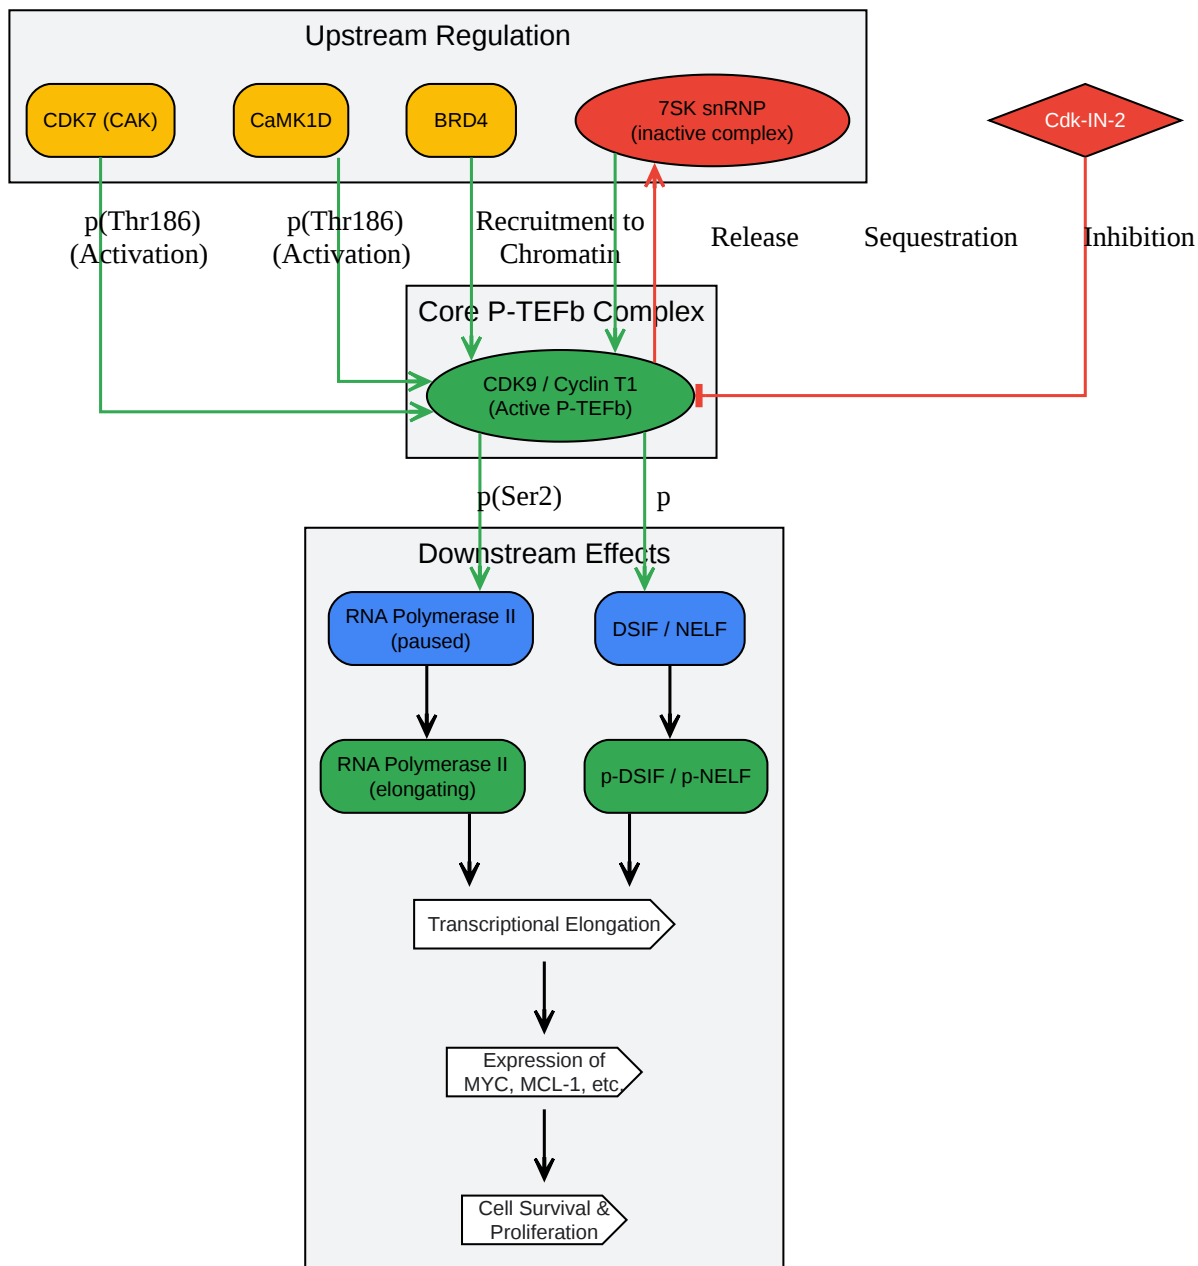 Upstream Regulation
CDK7 (CAK)
CaMK1D
BRD4
7SK snRNP
(inactive complex)
Cdk-IN-2
p(Thr186)
(Activation)
p(Thr186)
(Activation)
Recruitment to
Chromatin
Release
Sequestration
Inhibition
Core P-TEFb Complex
CDK9 / Cyclin T1
(Active P-TEFb)
p(Ser2)
p
Downstream Effects
RNA Polymerase II
(paused)
DSIF / NELF
RNA Polymerase II
(elongating)
p-DSIF / p-NELF
Transcriptional Elongation
Expression of
MYC, MCL-1, etc.
Cell Survival &
Proliferation